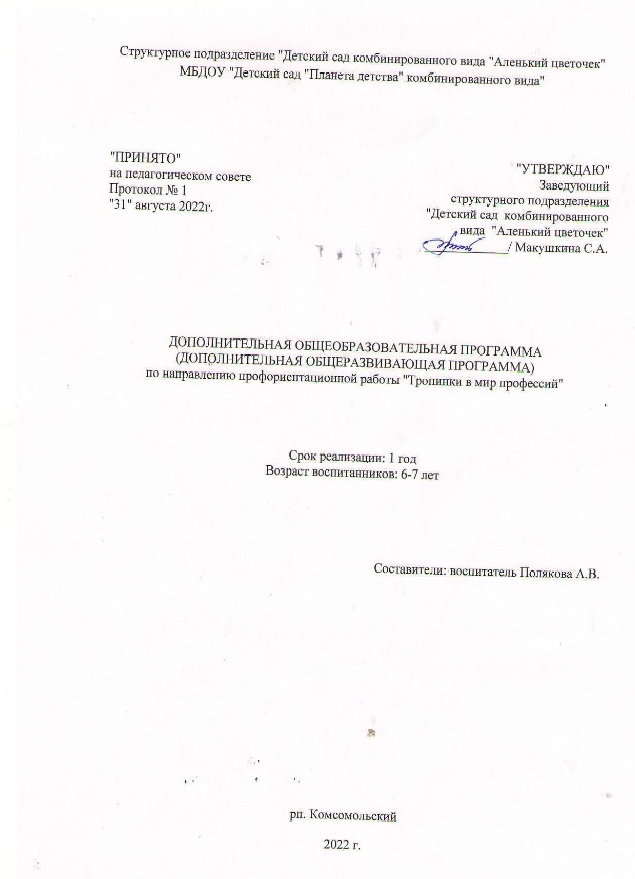 Структурное подразделение "Детский сад комбинированного вида "Аленький цветочек"
МБДОУ "Детский сад "Планета детства" комбинированного вида"
"ПРИНЯТО"
на педагогическом совете
Протокол № 1
"31" августа 2022г.
"УТВЕРЖДАЮ"
Заведующий
структурного подразделения
"Детский сад комбинированного
вида "Аленький цветочек"
/ Макушкина С.А.
ДОПОЛНИТЕЛЬНАЯ ОБЩЕОБРАЗОВАТЕЛЬНАЯ ПРОГРАММА
(ДОПОЛНИТЕЛЬНАЯ ОБЩЕРАЗВИВАЮЩАЯ ПРОГРАММА)
по направлению профориентационной работы "Тропинки в мир профессий"
Срок реализации: 1 год
Возраст воспитанников: 6-7 лет
Составители: воспитатель Полякова А.В.
рп. Комсомольский
2022 г.